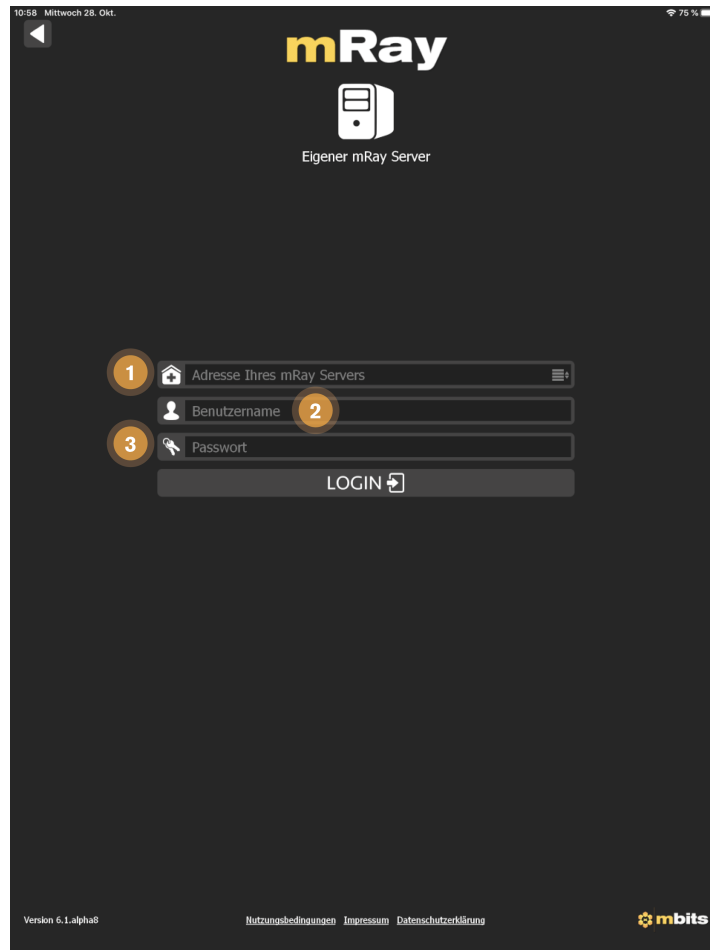 10:58 Mittwoch 28. Okt. 75 %
mRay
Eigener mRay Server
1 Adresse Ihres mRay Servers
Benutzername 2
3 Passwort
LOGIN
Version 6.1.alpha8 Nutzungsbedingungen Impressum Datenschutzerklärung mbits